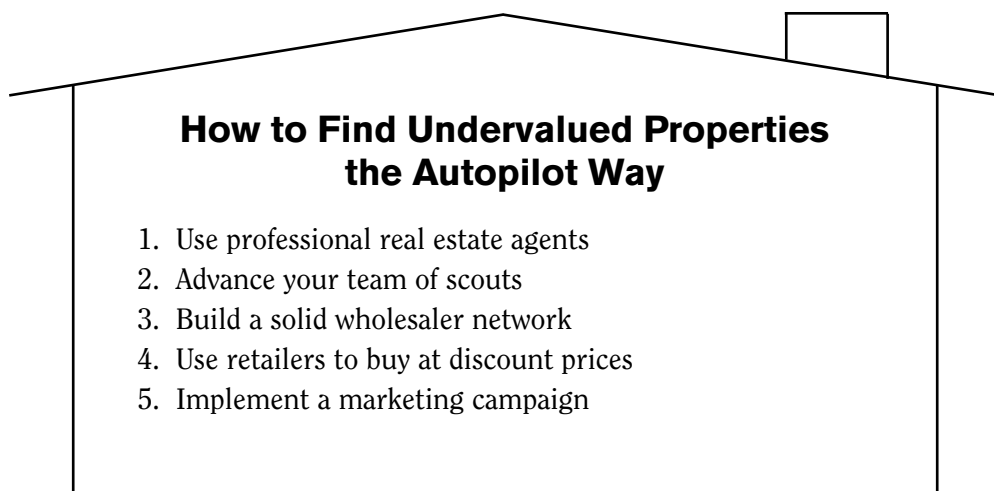 How to Find Undervalued Properties
the Autopilot Way
1. Use professional real estate agents
2. Advance your team of scouts
3. Build a solid wholesaler network
4. Use retailers to buy at discount prices
5. Implement a marketing campaign